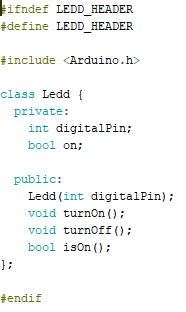 #ifndef LEDD_HEADER
#define LEDD_HEADER

#include <Arduino.h>

class Ledd {
  private:
    int digitalPin;
    bool on;

  public:
    Ledd(int digitalPin);
    void turnOn();
    void turnOff();
    bool isOn();
};

#endif